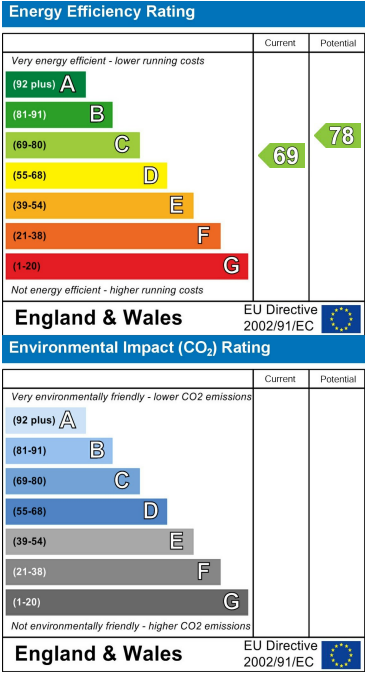 Energy Efficiency Rating
Current Potential
Very energy efficient - lower running costs
(92 plus) A
(81-91) B
(69-80) C
(55-68) D
(39-54) E
(21-38) F
(1-20) G
69
78
Not energy efficient - higher running costs
England & Wales
EU Directive
2002/91/EC
Environmental Impact (CO₂) Rating
Current Potential
Very environmentally friendly - lower CO2 emissions
(92 plus) A
(81-91) B
(69-80) C
(55-68) D
(39-54) E
(21-38) F
(1-20) G
Not environmentally friendly - higher CO2 emissions
England & Wales
EU Directive
2002/91/EC